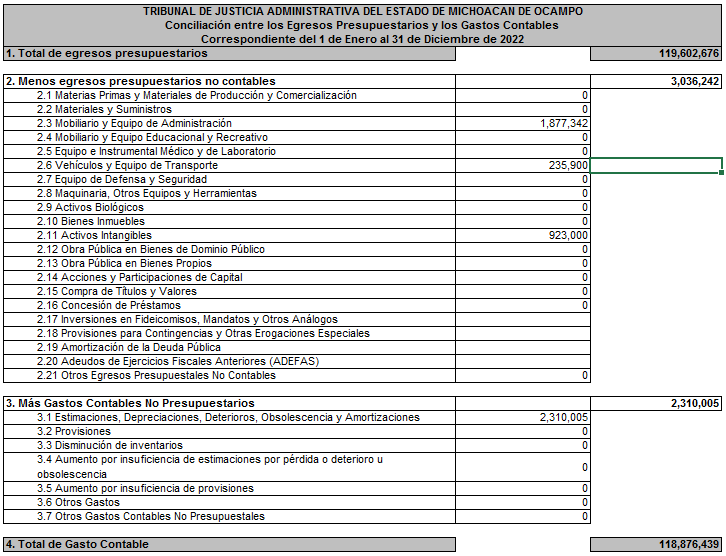 TRIBUNAL DE JUSTICIA ADMINISTRATIVA DEL ESTADO DE MICHOACAN DE OCAMPO
Conciliación entre los Egresos Presupuestarios y los Gastos Contables
Correspondiente del 1 de Enero al 31 de Diciembre de 2022
1. Total de egresos presupuestarios 119,602,676
2. Menos egresos presupuestarios no contables 3,036,242
2.1 Materias Primas y Materiales de Producción y Comercialización 0
2.2 Materiales y Suministros 0
2.3 Mobiliario y Equipo de Administración 1,877,342
2.4 Mobiliario y Equipo Educacional y Recreativo 0
2.5 Equipo e Instrumental Médico y de Laboratorio 0
2.6 Vehículos y Equipo de Transporte 235,900
2.7 Equipo de Defensa y Seguridad 0
2.8 Maquinaria, Otros Equipos y Herramientas 0
2.9 Activos Biológicos 0
2.10 Bienes Inmuebles 0
2.11 Activos Intangibles 923,000
2.12 Obra Pública en Bienes de Dominio Público 0
2.13 Obra Pública en Bienes Propios 0
2.14 Acciones y Participaciones de Capital 0
2.15 Compra de Títulos y Valores 0
2.16 Concesión de Préstamos 0
2.17 Inversiones en Fideicomisos, Mandatos y Otros Análogos
2.18 Provisiones para Contingencias y Otras Erogaciones Especiales
2.19 Amortización de la Deuda Pública
2.20 Adeudos de Ejercicios Fiscales Anteriores (ADEFAS)
2.21 Otros Egresos Presupuestales No Contables 0
3. Más Gastos Contables No Presupuestarios 2,310,005
3.1 Estimaciones, Depreciaciones, Deterioros, Obsolescencia y Amortizaciones 2,310,005
3.2 Provisiones 0
3.3 Disminución de inventarios 0
3.4 Aumento por insuficiencia de estimaciones por pérdida o deterioro u
obsolescencia 0
3.5 Aumento por insuficiencia de provisiones 0
3.6 Otros Gastos 0
3.7 Otros Gastos Contables No Presupuestales 0
4. Total de Gasto Contable 118,876,439